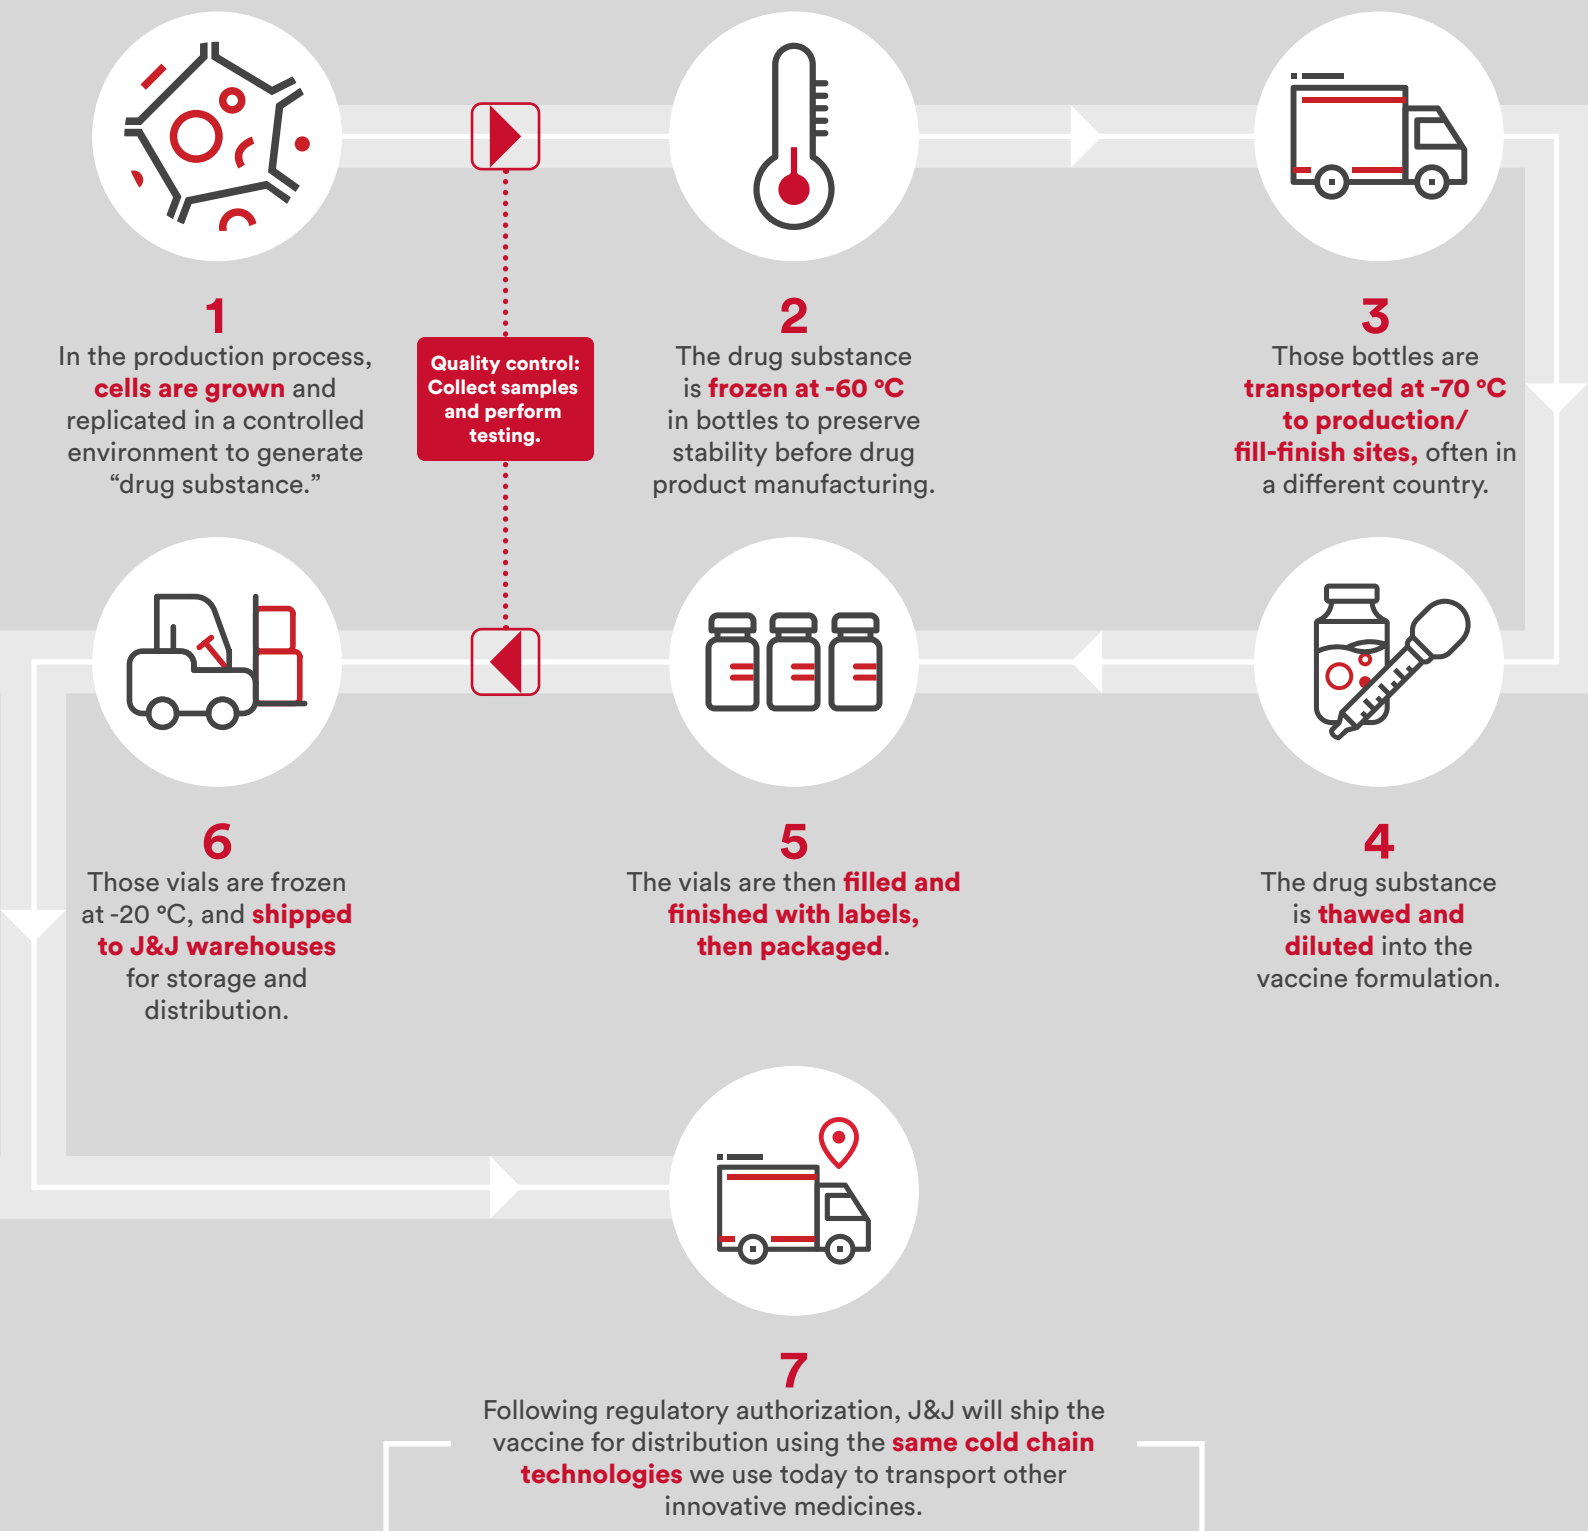 1
In the production process,
cells are grown and
replicated in a controlled
environment to generate
“drug substance.”
Quality control:
Collect samples
and perform
testing.
2
The drug substance
is frozen at -60 °C
in bottles to preserve
stability before drug
product manufacturing.
3
Those bottles are
transported at -70 °C
to production/
fill-finish sites, often in
a different country.
4
The drug substance
is thawed and
diluted into the
vaccine formulation.
5
The vials are then filled and
finished with labels,
then packaged.
6
Those vials are frozen
at -20 °C, and shipped
to J&J warehouses
for storage and
distribution.
7
Following regulatory authorization, J&J will ship the
vaccine for distribution using the same cold chain
technologies we use today to transport other
innovative medicines.